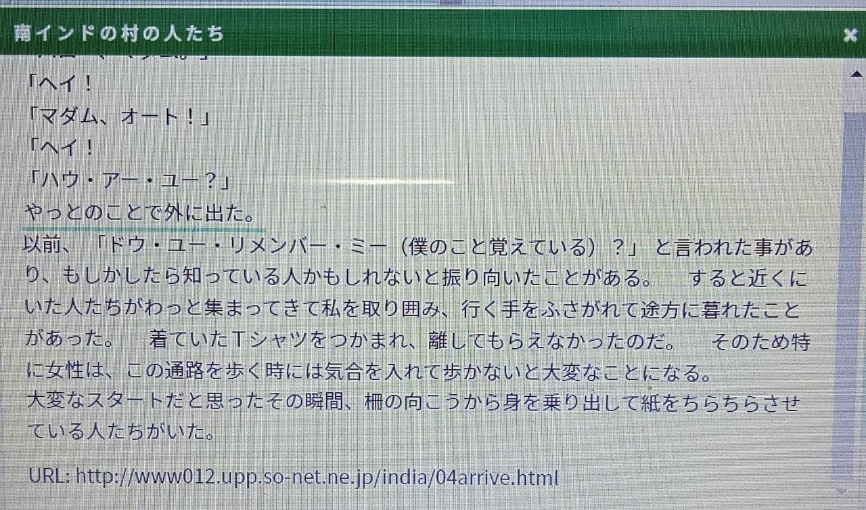 南インドの村の人たち
「ヘイ！
「マダム、オート！」
「ヘイ！
「ハウ・アー・ユー？」
やっとのことで外に出た。
以前、「ドウ・ユー・リメンバー・ミー（僕のこと覚えている）？」と言われた事があ
り、もしかしたら知っている人かもしれないと振り向いたことがある。　すると近くに
いた人たちがわっと集まってきて私を取り囲み、行く手をふさがれて途方に暮れたこと
があった。　着ていたＴシャツをつかまれ、離してもらえなかったのだ。　そのため特
に女性は、この通路を歩く時には気合を入れて歩かないと大変なことになる。
大変なスタートだと思ったその瞬間、柵の向こうから身を乗り出して紙をちらちらさせ
ている人たちがいた。
URL: http://www012.upp.so-net.ne.jp/india/04arrive.html